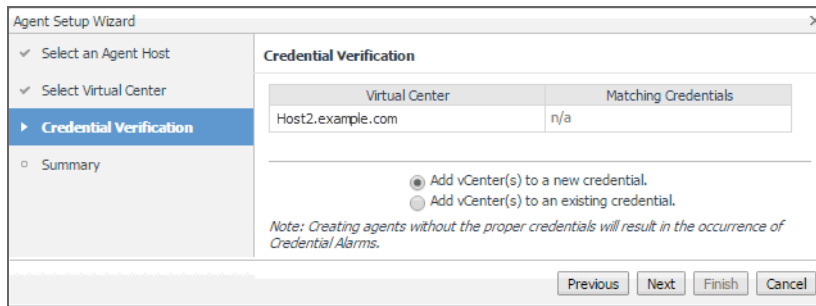 Agent Setup Wizard
Select an Agent Host
Select Virtual Center
Credential Verification
Summary
Credential Verification
Virtual Center Matching Credentials
Host2.example.com n/a
Add vCenter(s) to a new credential.
Add vCenter(s) to an existing credential.
Note: Creating agents without the proper credentials will result in the occurrence of
Credential Alarms.
Previous Next Finish Cancel